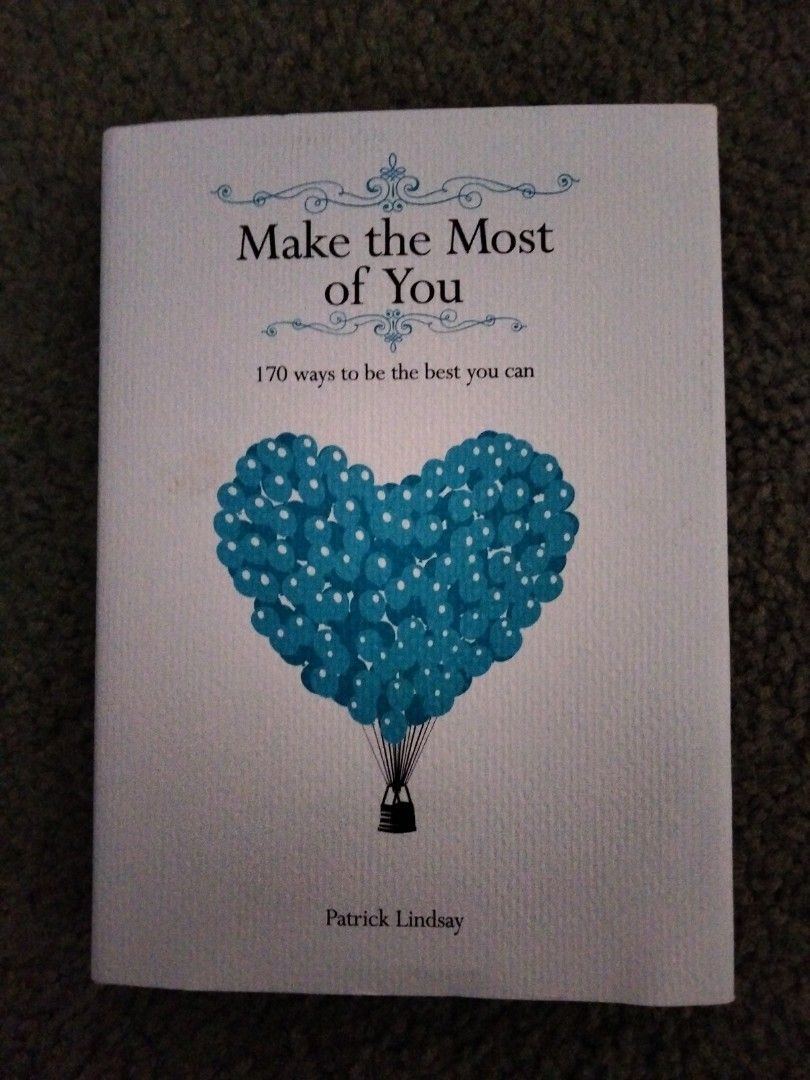 Make the Most
of You
170 ways to be the best you can
Patrick Lindsay